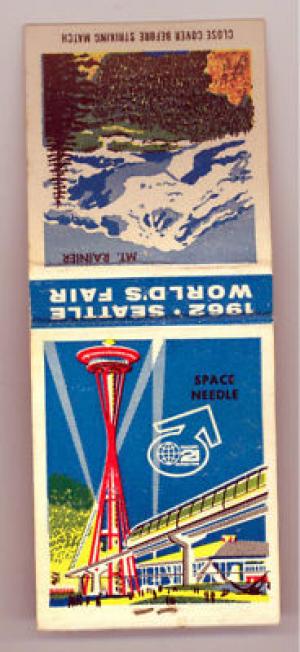 CLOSE COVER BEFORE STRIKING MATCH
MT. RAINIER
1962 · SEATTLE
WORLD'S FAIR
SPACE
NEEDLE